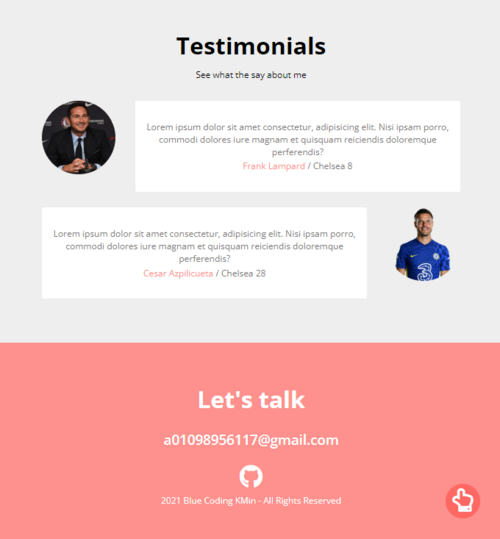 Testimonials
See what the say about me
Lorem ipsum dolor sit amet consectetur, adipisicing elit. Nisi ipsam porro,
commodi dolores iure magnam et quisquam reiciendis doloremque
perferendis?
Frank Lampard / Chelsea 8
Lorem ipsum dolor sit amet consectetur, adipisicing elit. Nisi ipsam porro,
commodi dolores iure magnam et quisquam reiciendis doloremque
perferendis?
Cesar Azpilicueta / Chelsea 28
3
Let's talk
a01098956117@gmail.com
2021 Blue Coding KMin - All Rights Reserved